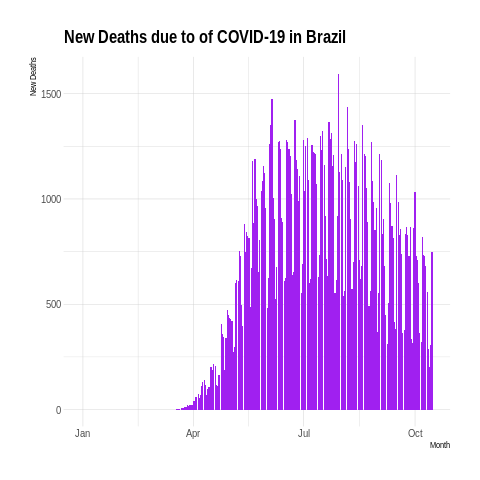 New Deaths due to of COVID-19 in Brazil
New Deaths
1500
1000
500
0
Jan Apr Jul Oct
Month